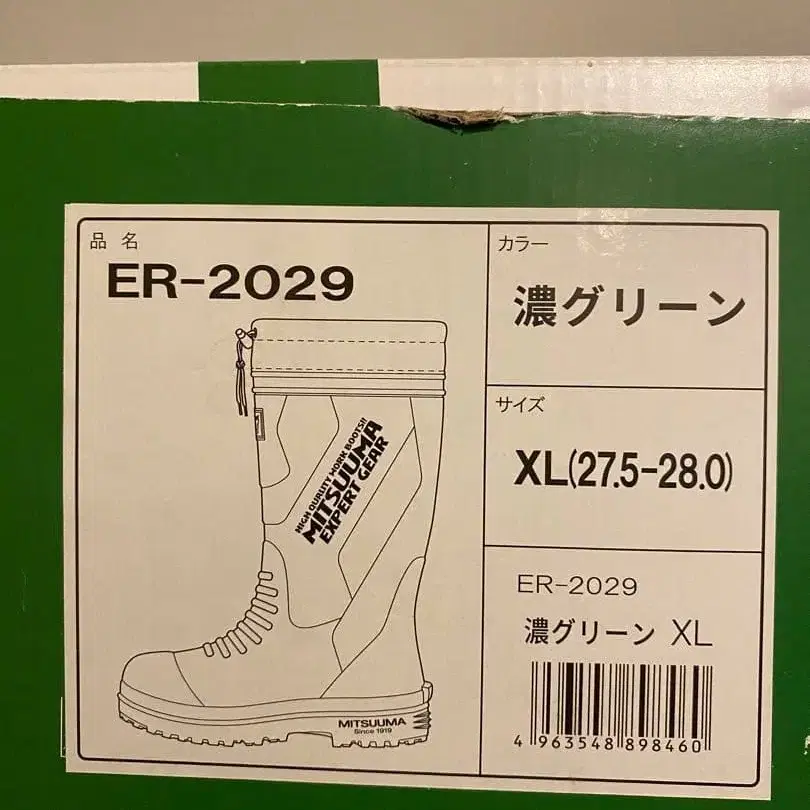 品名
ER-2029
HIGH QUALITY WORK BOOTS!!
MITSUUMA
EXPERT GEAR
MITSUUMA
Since 1919
カラー
濃グリーン
サイズ
XL(27.5-28.0)
ER-2029
濃グリーン XL
4 963548 898460